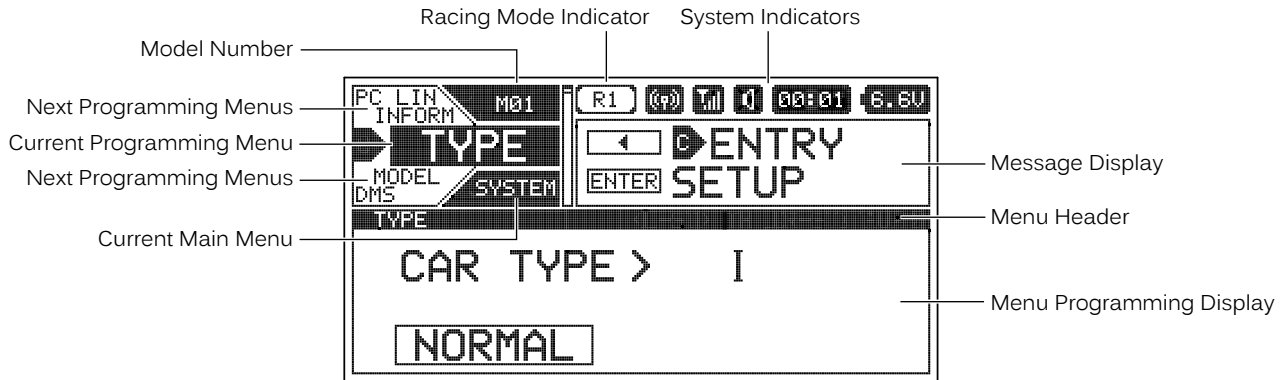 Racing Mode Indicator System Indicators
Model Number
Next Programming Menus
Current Programming Menu
Next Programming Menus
Current Main Menu
PC LIN
INFORM
M01
TYPE
MODEL
DMS
SYSTEM
R1 00:01 6.6V
C ENTRY
ENTER SETUP
TYPE
CAR TYPE > I
NORMAL
Message Display
Menu Header
Menu Programming Display